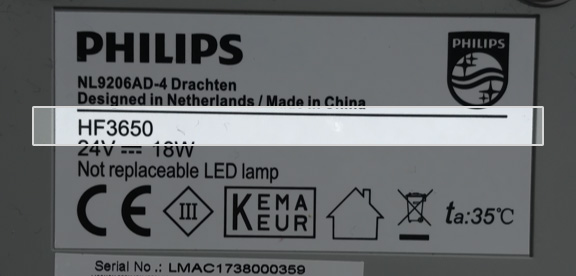 PHILIPS
PHILIPS
NL9206AD-4 Drachten
Designed in Netherlands / Made in China
HF3650
24V ⎓ 18W
Not replaceable LED lamp
CE III KEMA EUR ta:35°C
Serial No.: LMAC1738000359